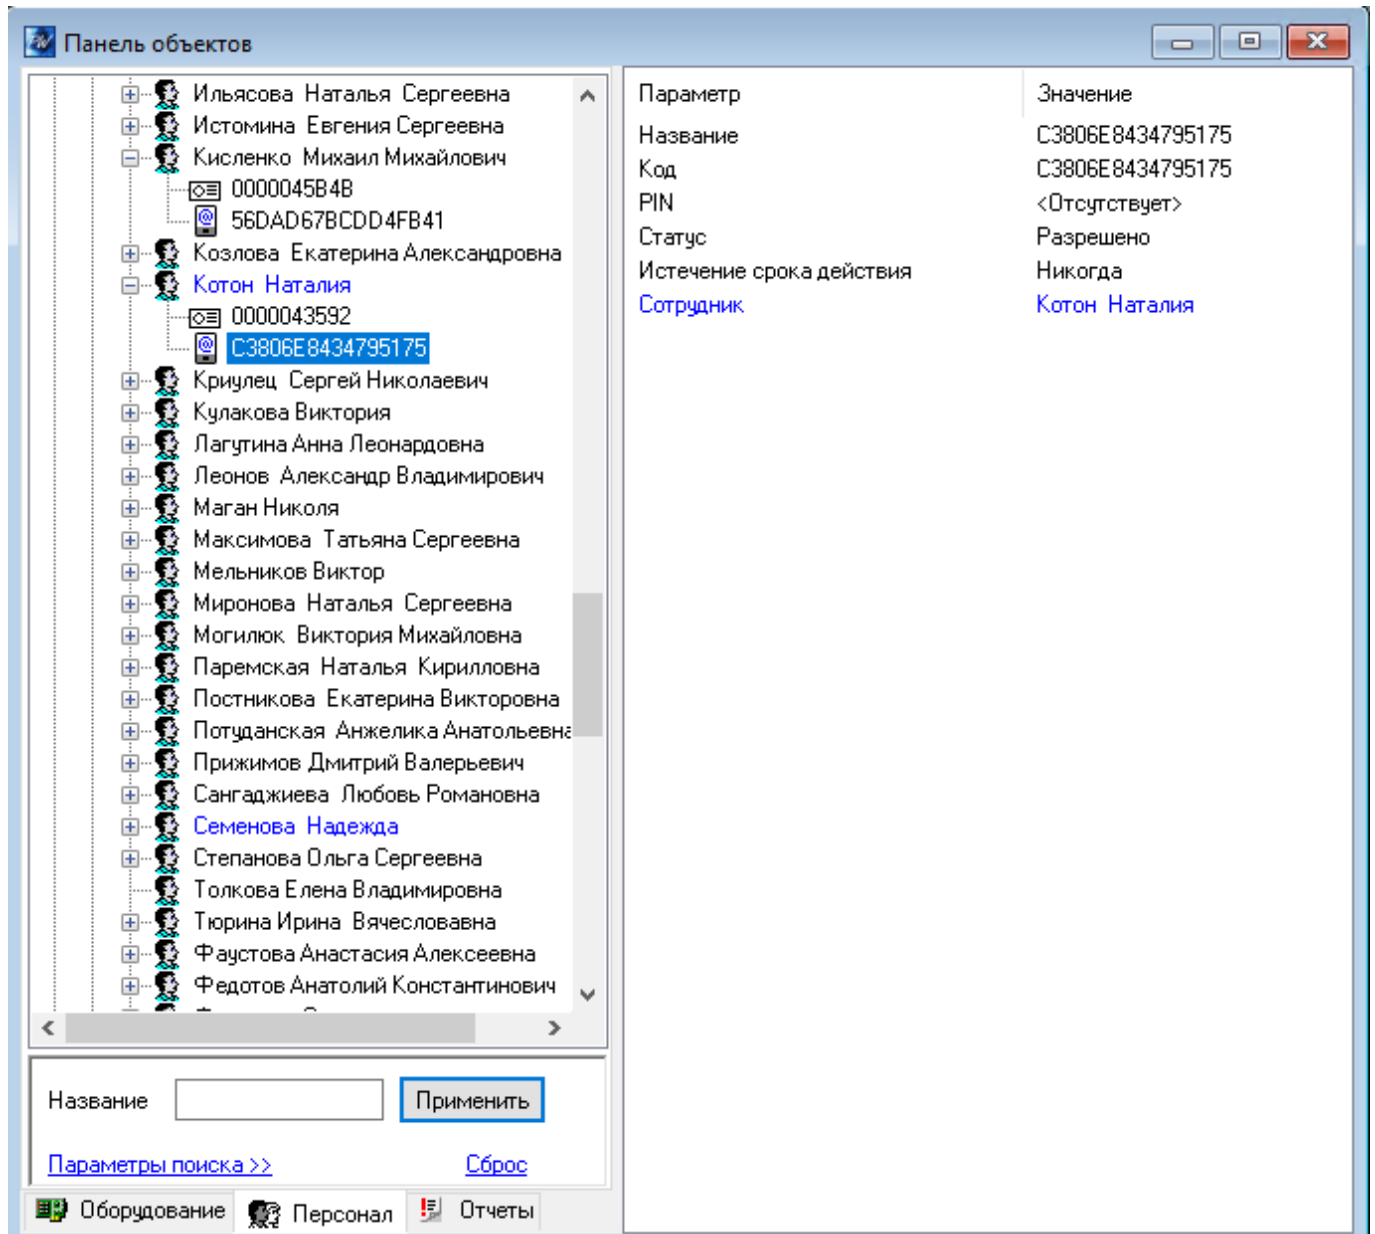 Панель объектов
Ильясова Наталья Сергеевна
Истомина Евгения Сергеевна
Кисленко Михаил Михайлович
0000045B4B
56DAD67BCDD4FB41
Козлова Екатерина Александровна
Котон Наталия
0000043592
C3806E8434795175
Криулец Сергей Николаевич
Кулакова Виктория
Лагутина Анна Леонардовна
Леонов Александр Владимирович
Маган Николя
Максимова Татьяна Сергеевна
Мельников Виктор
Миронова Наталья Сергеевна
Могилюк Виктория Михайловна
Паремская Наталья Кирилловна
Постникова Екатерина Викторовна
Потуданская Анжелика Анатольевна
Прижимов Дмитрий Валерьевич
Сангаджиева Любовь Романовна
Семенова Надежда
Степанова Ольга Сергеевна
Толкова Елена Владимировна
Тюрина Ирина Вячесловавна
Фаустова Анастасия Алексеевна
Федотов Анатолий Константинович
Название
Применить
Параметры поиска >>
Сброс
Оборудование
Персонал
Отчеты
Параметр Значение
Название C3806E8434795175
Код C3806E8434795175
PIN <Отсутствует>
Статус Разрешено
Истечение срока действия Никогда
Сотрудник Котон Наталия